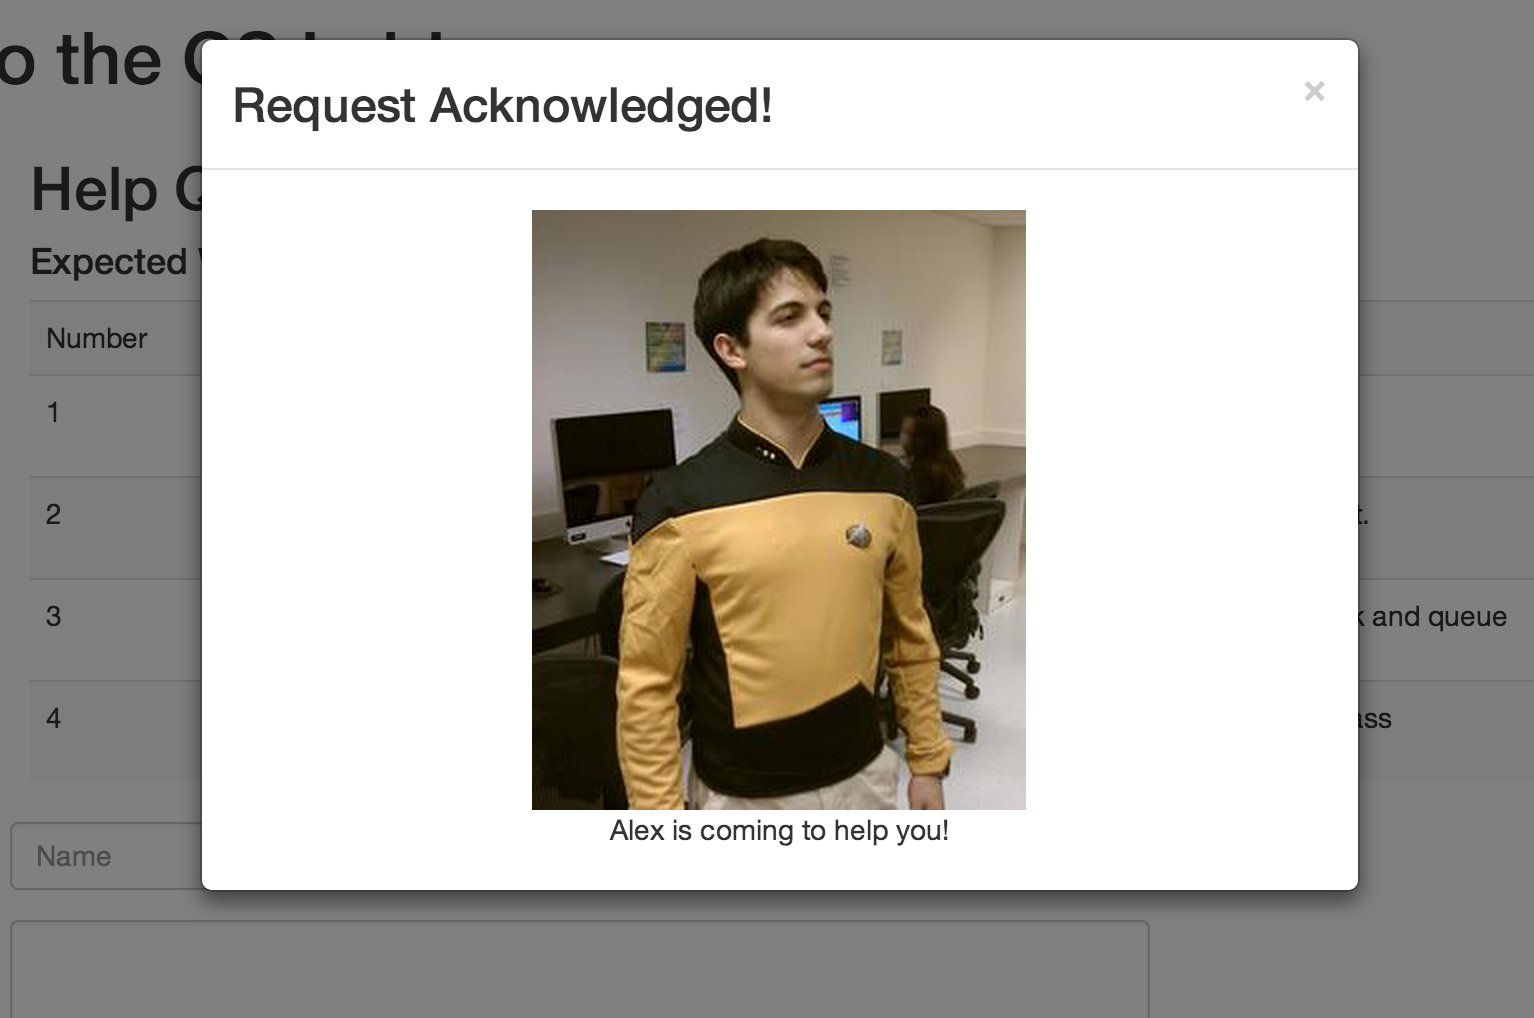 o the
Request Acknowledged!
×
Help
Expected
Number
1
2
t.
3
and queue
4
ass
Alex is coming to help you!
Name